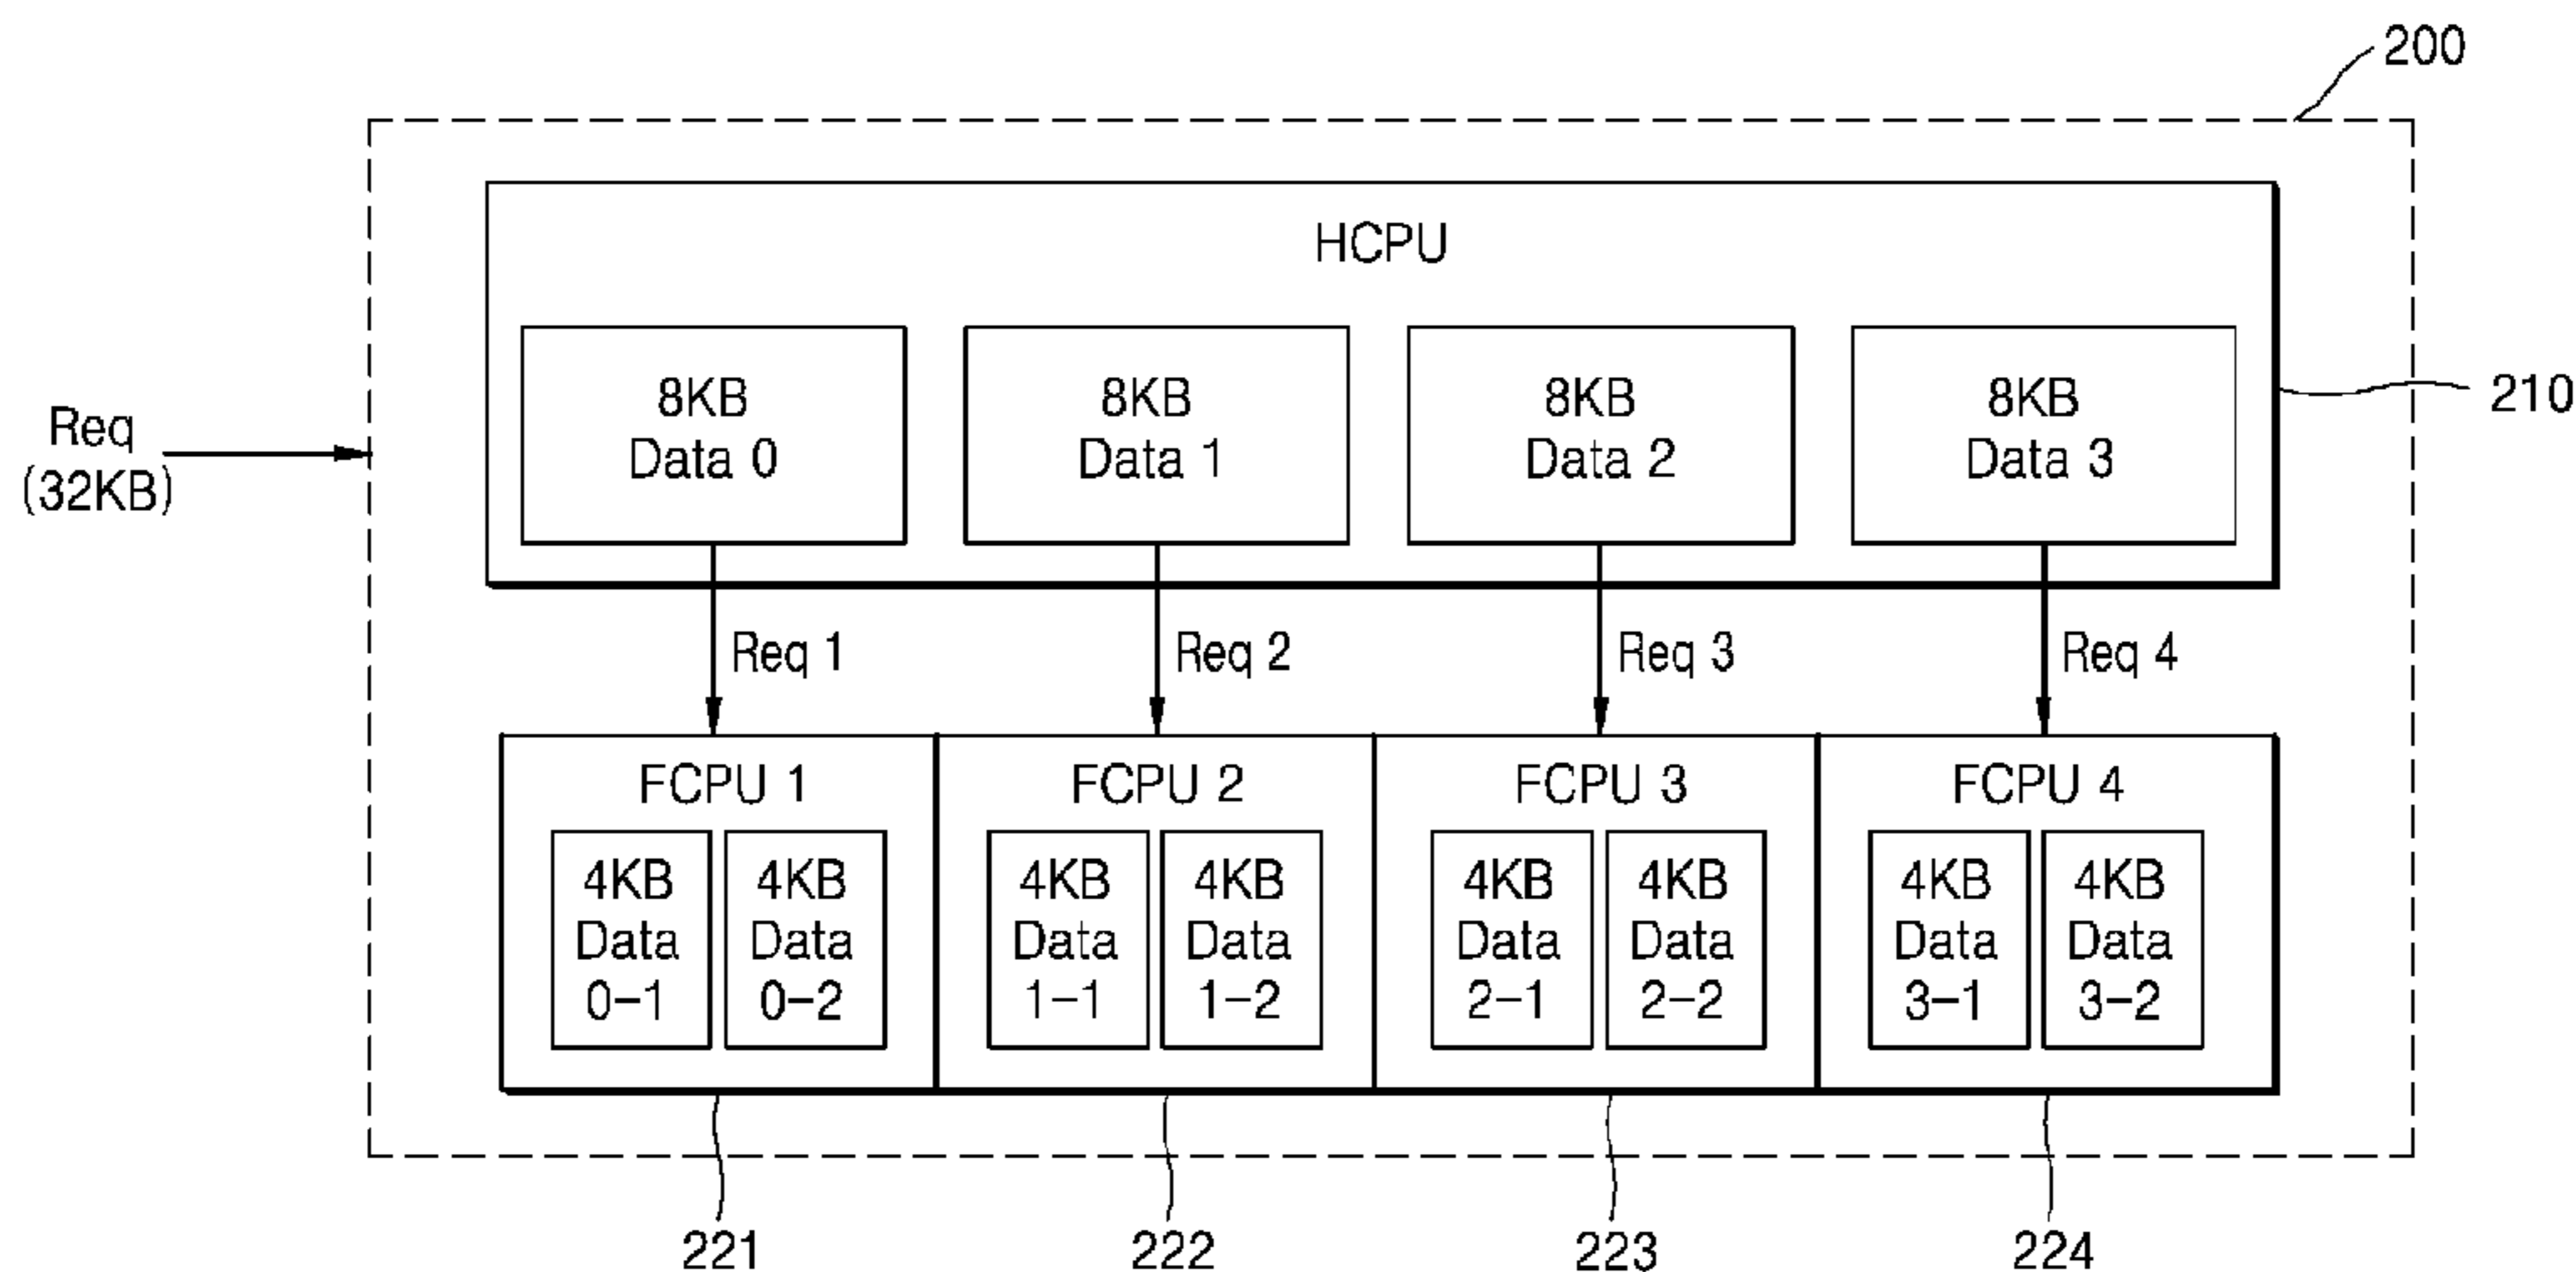 200
HCPU
210
Req
(32KB)
8KB
Data 0
8KB
Data 1
8KB
Data 2
8KB
Data 3
Req 1
Req 2
Req 3
Req 4
FCPU 1
4KB
Data
0-1
4KB
Data
0-2
FCPU 2
4KB
Data
1-1
4KB
Data
1-2
FCPU 3
4KB
Data
2-1
4KB
Data
2-2
FCPU 4
4KB
Data
3-1
4KB
Data
3-2
221
222
223
224